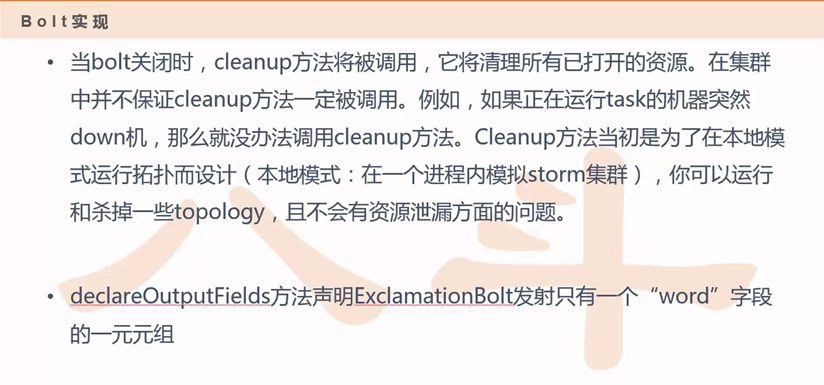 Bolt实现
• 当bolt关闭时，cleanup方法将被调用，它将清理所有已打开的资源。在集群
中并不保证cleanup方法一定被调用。例如，如果正在运行task的机器突然
down机，那么就没办法调用cleanup方法。Cleanup方法当初是为了在本地模
式运行拓扑而设计（本地模式：在一个进程内模拟storm集群），你可以运行
和杀掉一些topology，且不会有资源泄漏方面的问题。
• declareOutputFields方法声明ExclamationBolt发射只有一个“word”字段
的一元元组
八斗